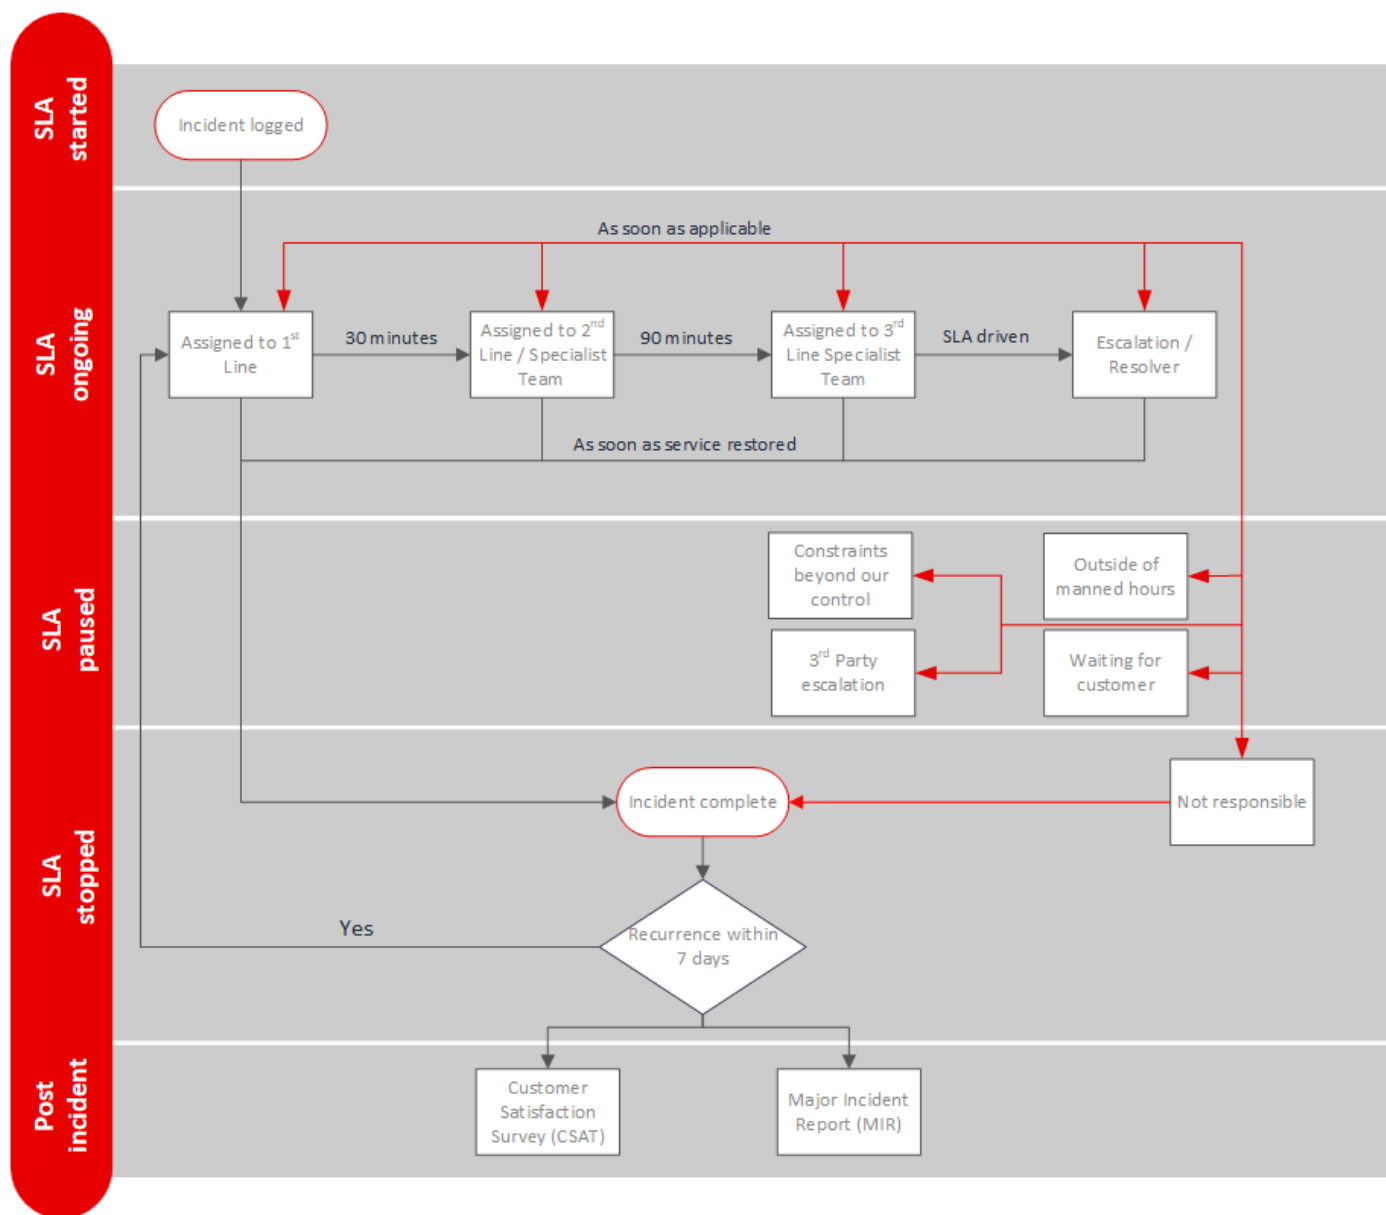 SLA
started
Incident logged
SLA
ongoing
As soon as applicable
Assigned to 1st
Line
30 minutes
Assigned to 2nd
Line / Specialist
Team
90 minutes
Assigned to 3rd
Line Specialist
Team
SLA driven
Escalation /
Resolver
As soon as service restored
SLA
paused
Constraints
beyond our
control
Outside of
manned hours
3rd Party
escalation
Waiting for
customer
SLA
stopped
Incident complete
Not responsible
Yes
Recurrence within
7 days
Post
incident
Customer
Satisfaction
Survey (CSAT)
Major Incident
Report (MIR)